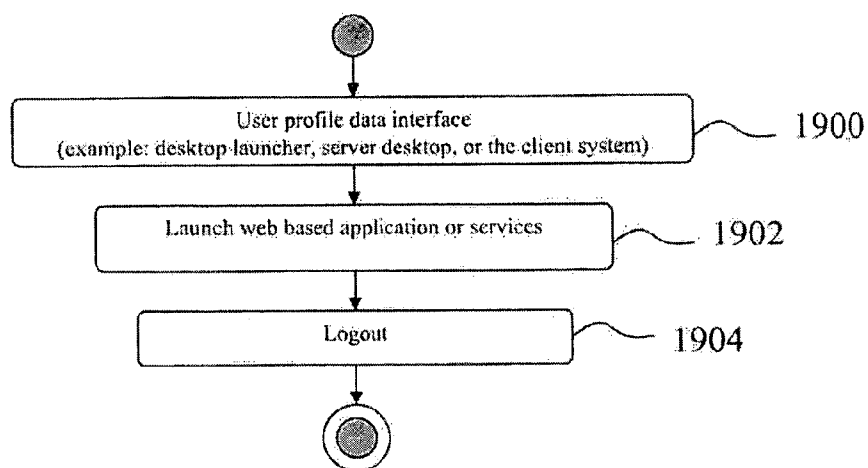 User profile data interface
(example: desktop launcher, server desktop, or the client system)
1900
Launch web based application or services
1902
Logout
1904